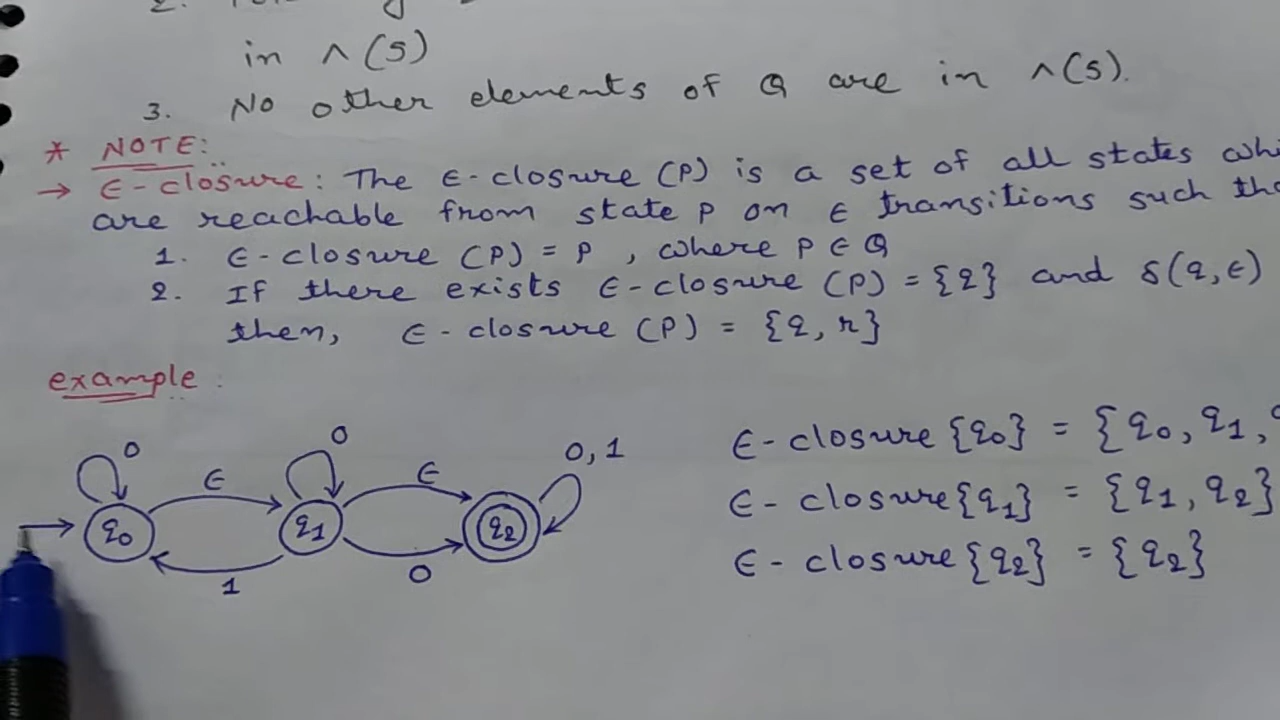 2.
in ∧(S)
3. No other elements of Q are in ∧(S).
* NOTE:
→ ϵ-closure: The ϵ-closure (P) is a set of all states
are reachable from state P on ϵ transitions such
1. ϵ-closure (P) = P , where P ∈ Q
2. If there exists ϵ-closure (P) = {q} and δ(q, ϵ)
then, ϵ-closure (P) = {q, r}
example:
0 0 0, 1
ϵ ϵ
q0 q1 q2
1 0
ϵ-closure {q0} = {q0, q1,
ϵ-closure {q1} = {q1, q2}
ϵ-closure {q2} = {q2}